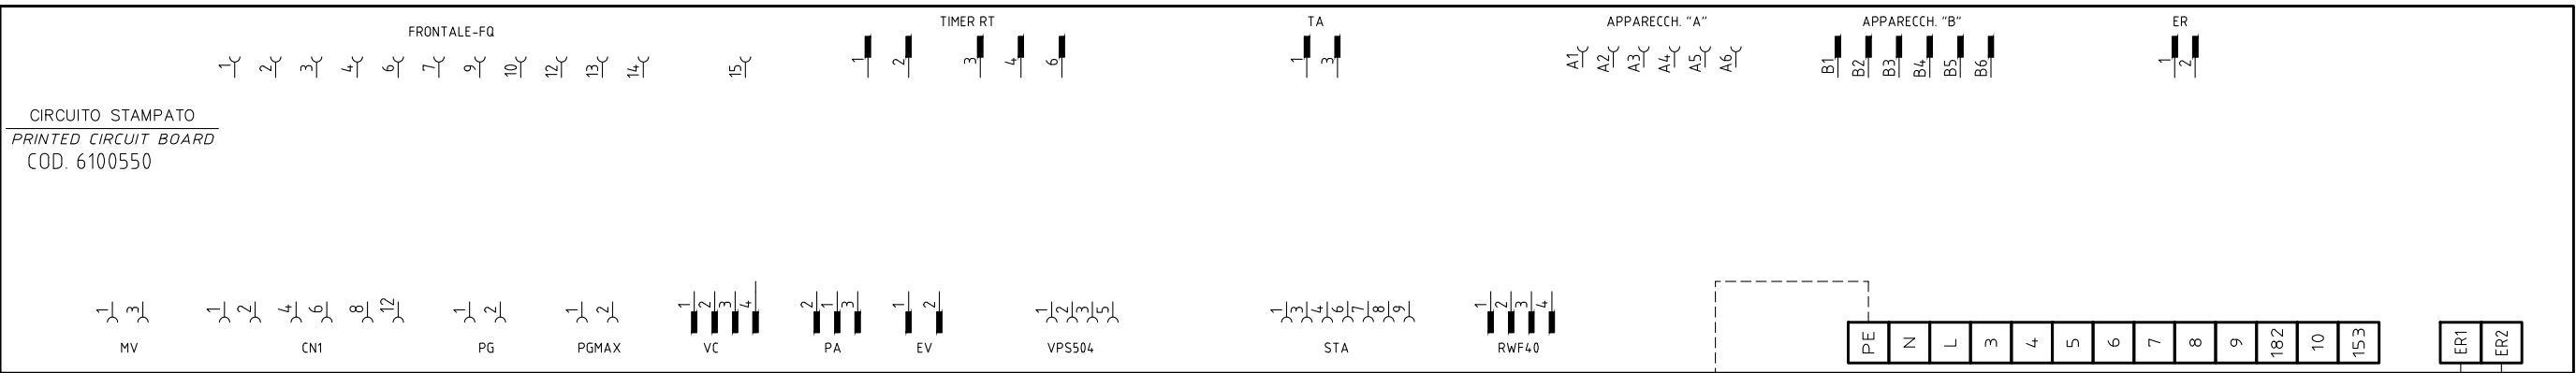 FRONTALE-FQ
TIMER RT
TA
APPARECCH. "A"
APPARECCH. "B"
ER
1 2 3 4 6 7 9 10 12 13 14 15
1 2 3 4 6
1 3
A1 A2 A3 A4 A5 A6
B1 B2 B3 B4 B5 B6
1 2
CIRCUITO STAMPATO
PRINTED CIRCUIT BOARD
COD. 6100550
1 3
1 2 4 6 8 12
1 2
1 2
1 2 3 4
2 1 3
1 2
1 2 3 5
1 3 4 6 7 8 9
1 2 3 4
MV
CN1
PG
PGMAX
VC
PA
EV
VPS504
STA
RWF40
PE N L 3 4 5 6 7 8 9 1822 10 153
ER1 ER2